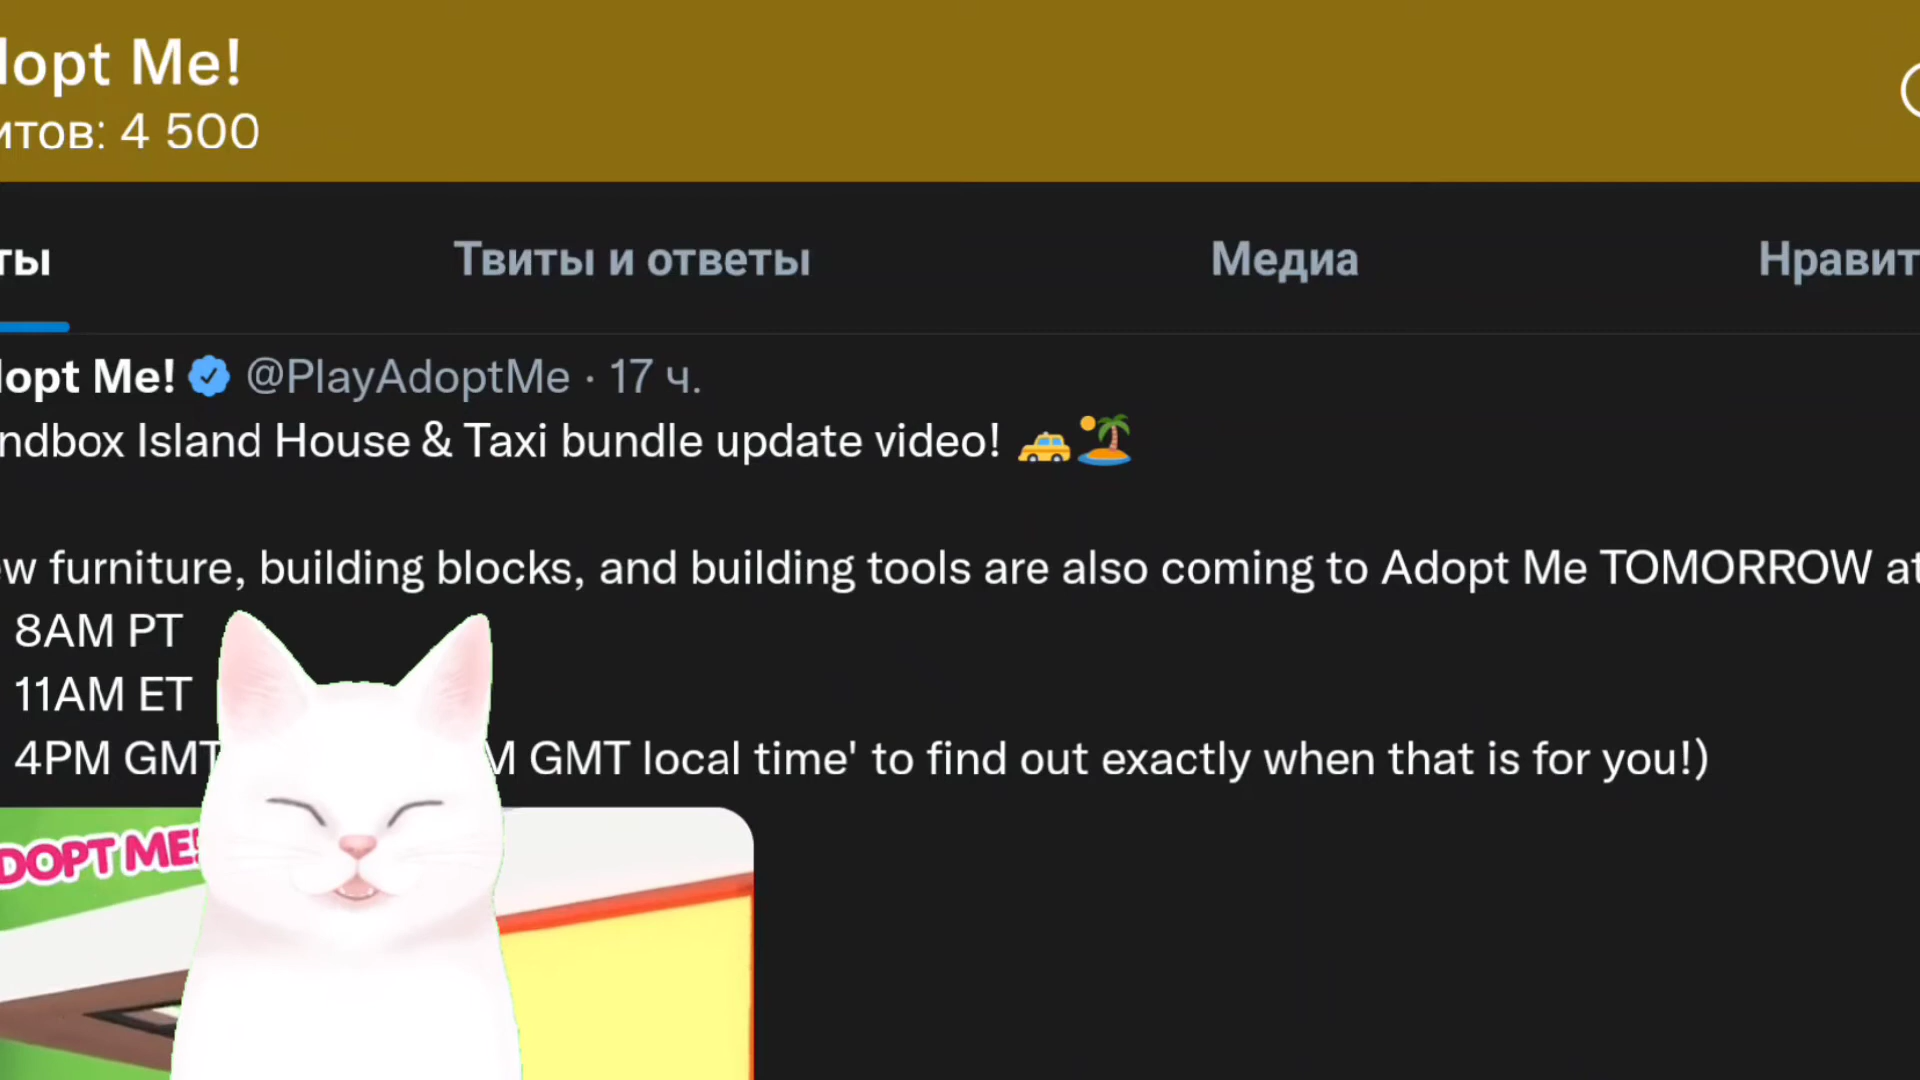 opt Me!
итов: 4 500
ты
Твиты и ответы
Медиа
Нравит
opt Me! @PlayAdoptMe · 17 ч.
ndbox Island House & Taxi bundle update video! 🚕🏝️
w furniture, building blocks, and building tools are also coming to Adopt Me TOMORROW at
8AM PT
11AM ET
4PM GMT M GMT local time' to find out exactly when that is for you!)
DOPT ME!